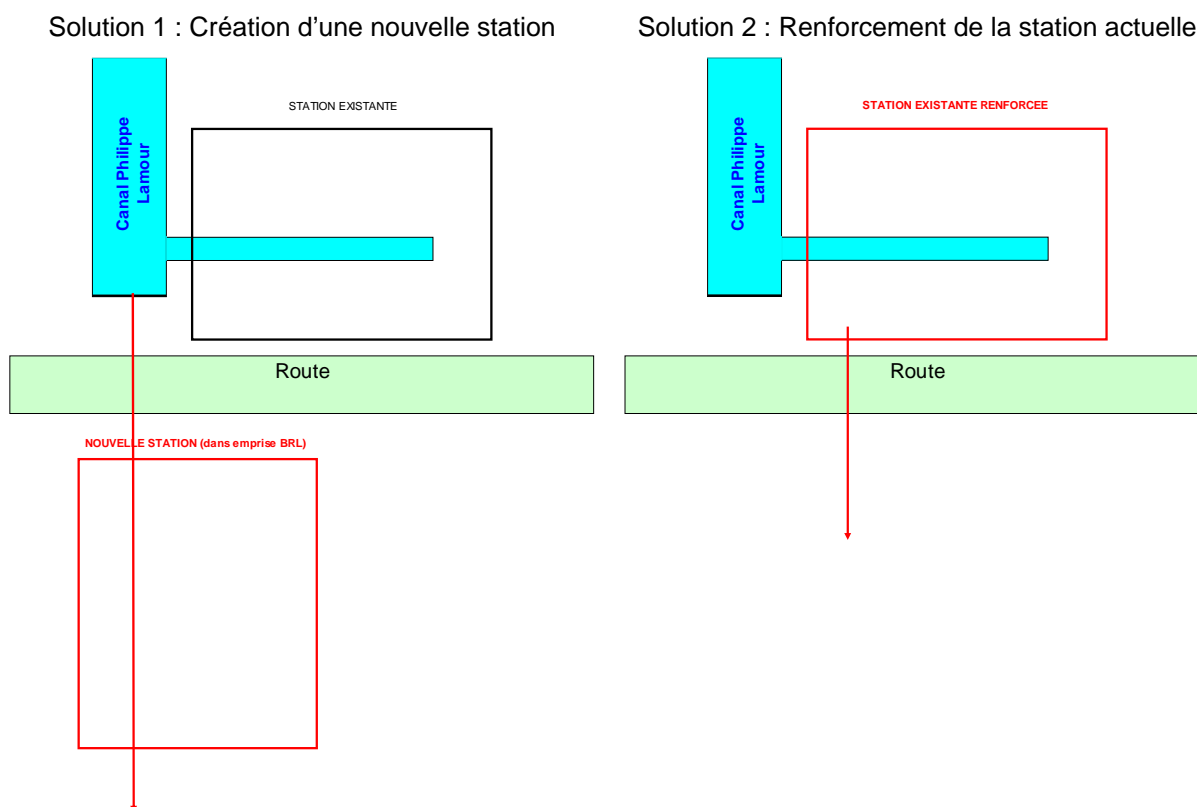 Solution 1 : Création d'une nouvelle station
STATION EXISTANTE
Canal Philippe
Lamour
Route
NOUVELLE STATION (dans emprise BRL)
Solution 2 : Renforcement de la station actuelle
STATION EXISTANTE RENFORCEE
Canal Philippe
Lamour
Route